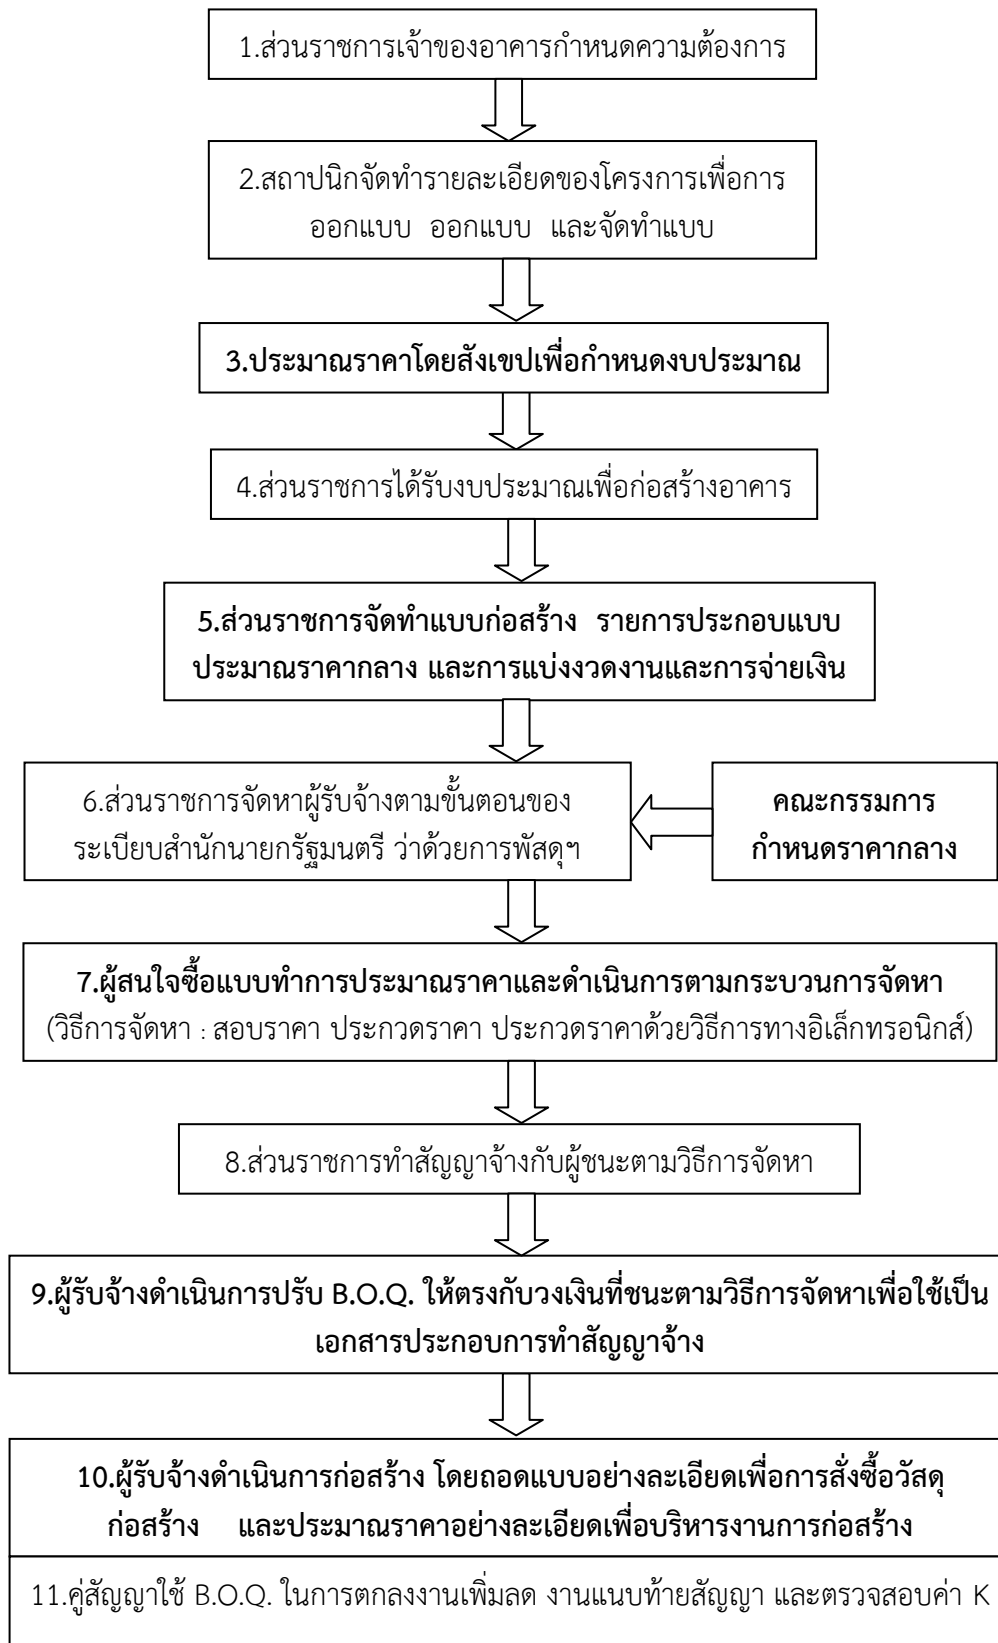 1.ส่วนราชการเจ้าของอาคารกำหนดความต้องการ
2.สถาปนิกจัดทำรายละเอียดของโครงการเพื่อการ
ออกแบบ ออกแบบ และจัดทำแบบ
3.ประมาณราคาโดยสังเขปเพื่อกำหนดงบประมาณ
4.ส่วนราชการได้รับงบประมาณเพื่อก่อสร้างอาคาร
5.ส่วนราชการจัดทำแบบก่อสร้าง รายการประกอบแบบ
ประมาณราคากลาง และการแบ่งงวดงานและการจ่ายเงิน
6.ส่วนราชการจัดหาผู้รับจ้างตามขั้นตอนของ
ระเบียบสำนักนายกรัฐมนตรี ว่าด้วยการพัสดุฯ
คณะกรรมการ
กำหนดราคากลาง
7.ผู้สนใจซื้อแบบทำการประมาณราคาและดำเนินการตามกระบวนการจัดหา
(วิธีการจัดหา : สอบราคา ประกวดราคา ประกวดราคาด้วยวิธีการทางอิเล็กทรอนิกส์)
8.ส่วนราชการทำสัญญาจ้างกับผู้ชนะตามวิธีการจัดหา
9.ผู้รับจ้างดำเนินการปรับ B.O.Q. ให้ตรงกับวงเงินที่ชนะตามวิธีการจัดหาเพื่อใช้เป็น
เอกสารประกอบการทำสัญญาจ้าง
10.ผู้รับจ้างดำเนินการก่อสร้าง โดยถอดแบบอย่างละเอียดเพื่อการสั่งซื้อวัสดุ
ก่อสร้าง และประมาณราคาอย่างละเอียดเพื่อบริหารงานการก่อสร้าง
11.คู่สัญญาใช้ B.O.Q. ในการตกลงงานเพิ่มลด งานแนบท้ายสัญญา และตรวจสอบค่า K